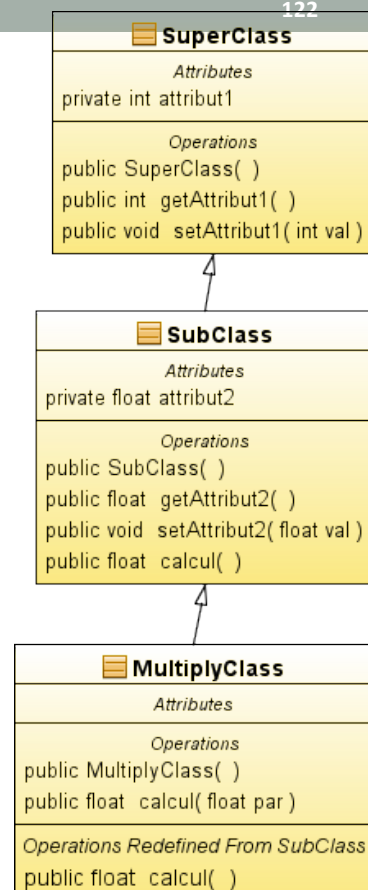 122
SuperClass
Attributes
private int attribut1
Operations
public SuperClass( )
public int getAttribut1( )
public void setAttribut1( int val )
SubClass
Attributes
private float attribut2
Operations
public SubClass( )
public float getAttribut2( )
public void setAttribut2( float val )
public float calcul( )
MultiplyClass
Attributes
Operations
public MultiplyClass( )
public float calcul( float par )
Operations Redefined From SubClass
public float calcul( )